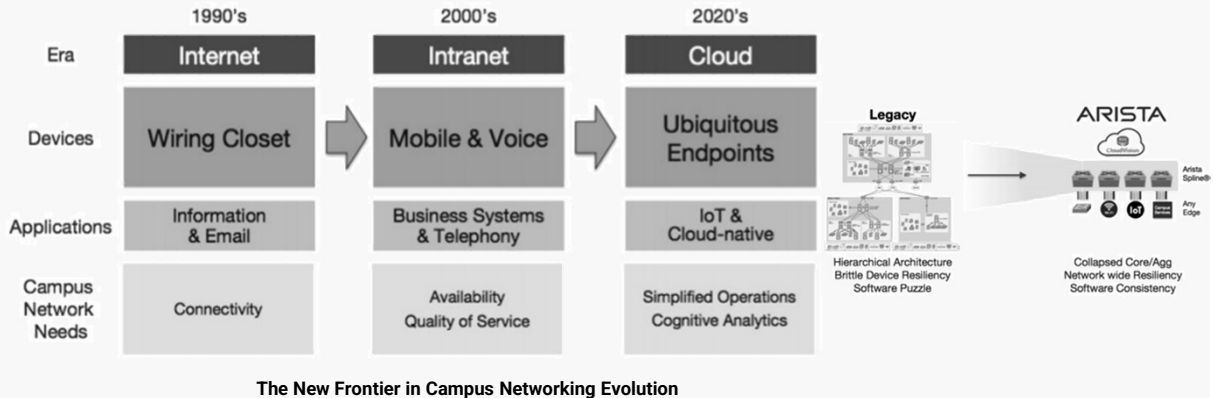 1990's
2000's
2020's
Era
Internet
Intranet
Cloud
Devices
Wiring Closet
Mobile & Voice
Ubiquitous
Endpoints
Applications
Information
& Email
Business Systems
& Telephony
IoT &
Cloud-native
Campus
Network
Needs
Connectivity
Availability
Quality of Service
Simplified Operations
Cognitive Analytics
Legacy
Hierarchical Architecture
Brittle Device Resiliency
Software Puzzle
ARISTA
CloudVision
Arista
Spline®
Any
Edge
IoT
Campus
Services
Collapsed Core/Agg
Network wide Resiliency
Software Consistency
The New Frontier in Campus Networking Evolution